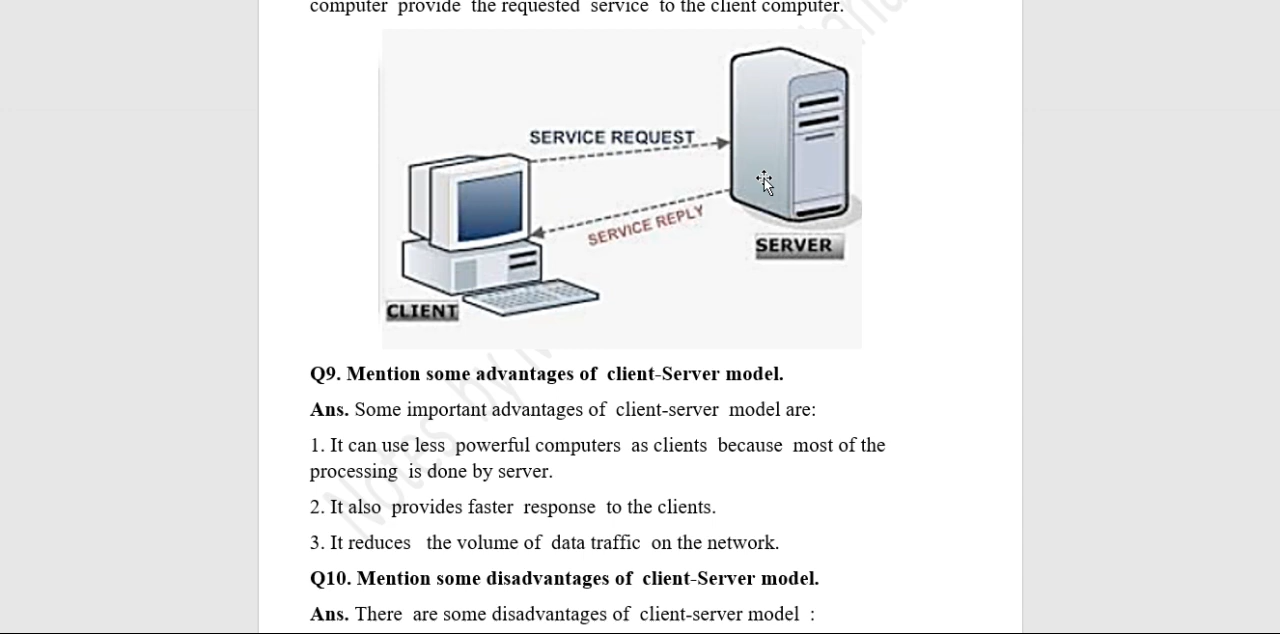 computer provide the requested service to the client computer.
SERVICE REQUEST
SERVICE REPLY
SERVER
CLIENT
Q9. Mention some advantages of client-Server model.
Ans. Some important advantages of client-server model are:
1. It can use less powerful computers as clients because most of the
processing is done by server.
2. It also provides faster response to the clients.
3. It reduces the volume of data traffic on the network.
Q10. Mention some disadvantages of client-Server model.
Ans. There are some disadvantages of client-server model :
Notes by